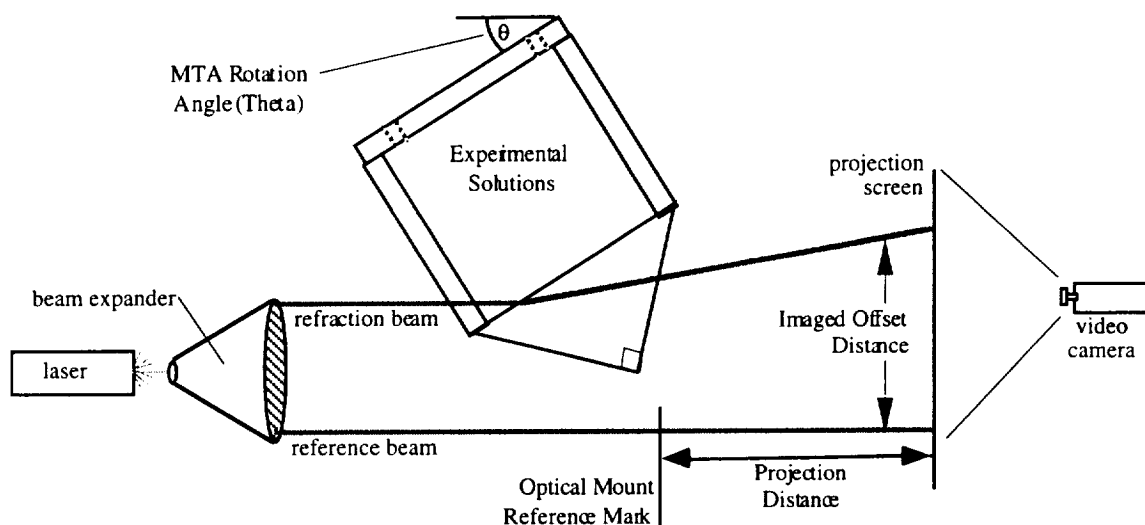 θ
MTA Rotation
Angle (Theta)
Experimental
Solutions
projection
screen
beam expander
refraction beam
Imaged Offset
Distance
video
camera
laser
reference beam
Projection
Distance
Optical Mount
Reference Mark